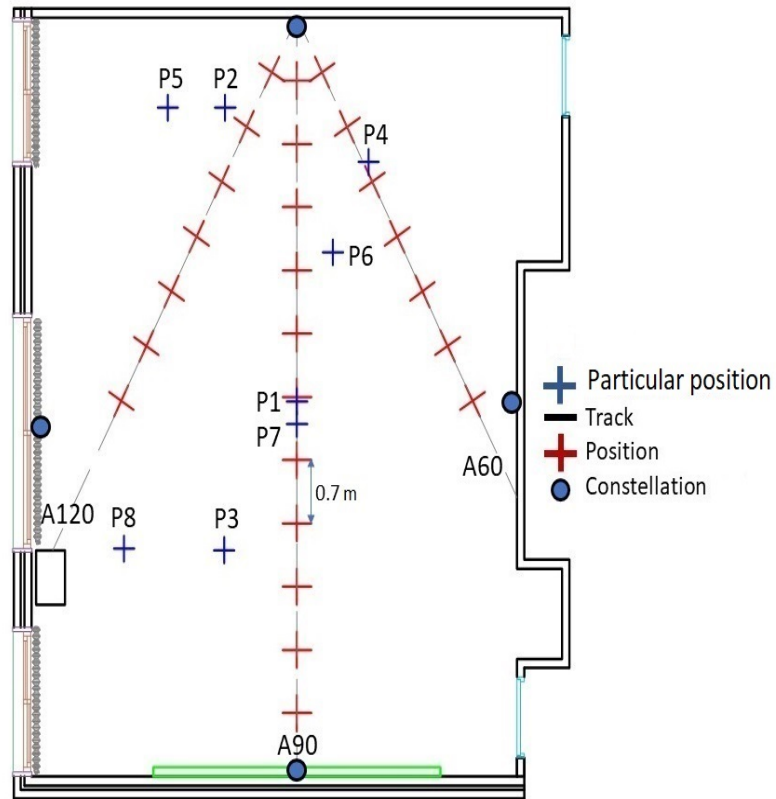 P5
P2
P4
P6
P1
P7
Particular position
Track
Position
Constellation
A60
0.7 m
A120
P8
P3
A90